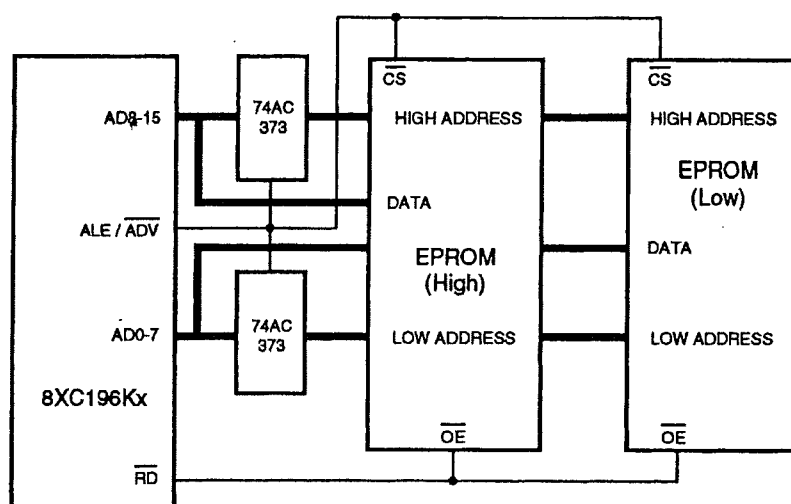 AD8-15
ALE / ADV
AD0-7
8XC196Kx
RD
74AC
373
74AC
373
CS
HIGH ADDRESS
DATA
EPROM
(High)
LOW ADDRESS
OE
CS
HIGH ADDRESS
EPROM
(Low)
DATA
LOW ADDRESS
OE